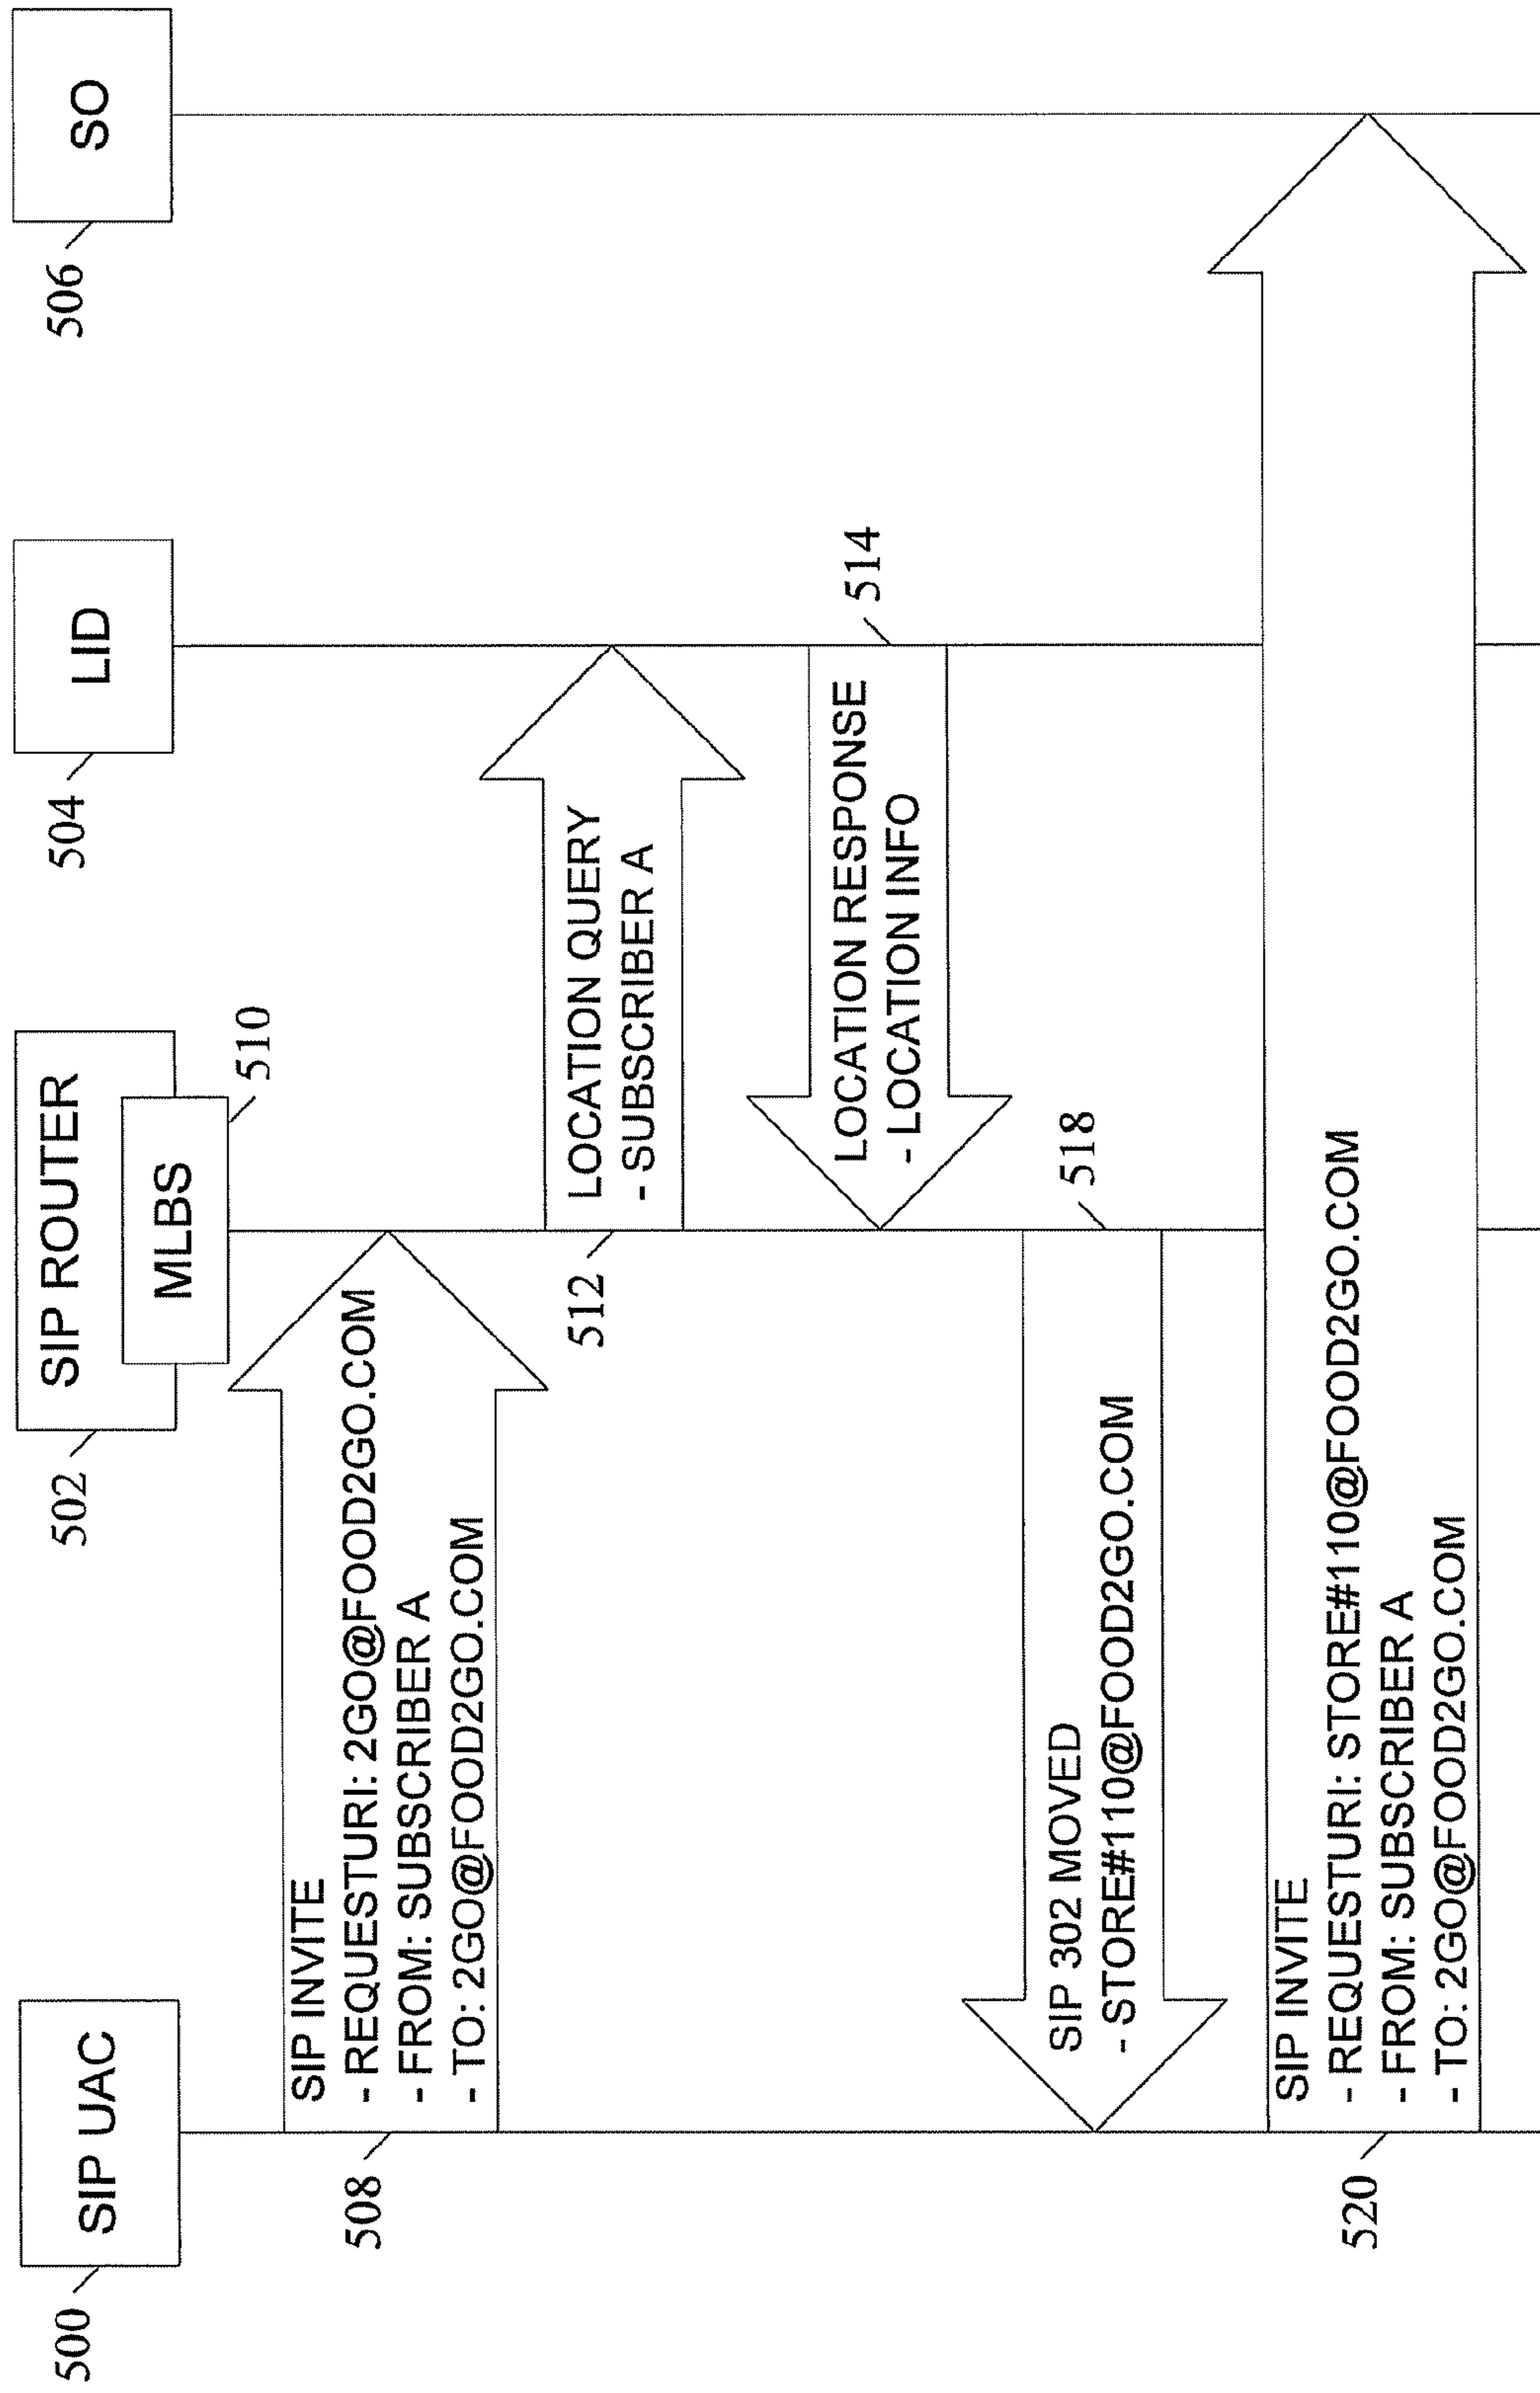 500
SIP UAC
502
SIP ROUTER
MLBS
510
504
LID
506
SO
508
SIP INVITE
- REQUESTURI: 2GO@FOOD2GO.COM
- FROM: SUBSCRIBER A
- TO: 2GO@FOOD2GO.COM
512
LOCATION QUERY
- SUBSCRIBER A
514
LOCATION RESPONSE
- LOCATION INFO
518
SIP 302 MOVED
- STORE#110@FOOD2GO.COM
520
SIP INVITE
- REQUESTURI: STORE#110@FOOD2GO.COM
- FROM: SUBSCRIBER A
- TO: 2GO@FOOD2GO.COM